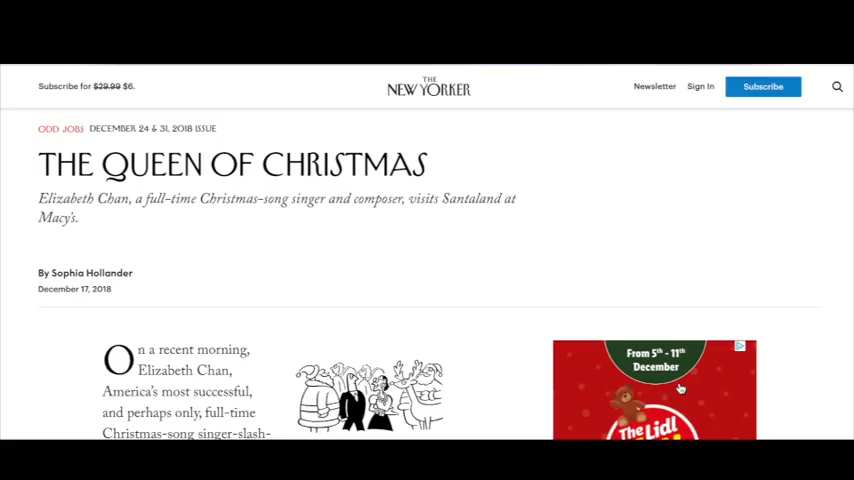 Subscribe for $29.99 $6.
THE
NEW YORKER
Newsletter Sign In Subscribe
ODD JOBS DECEMBER 24 & 31, 2018 ISSUE
THE QUEEN OF CHRISTMAS
Elizabeth Chan, a full-time Christmas-song singer and composer, visits Santaland at
Macy's.
By Sophia Hollander
December 17, 2018
On a recent morning,
Elizabeth Chan,
America's most successful,
and perhaps only, full-time
Christmas-song singer-slash-
From 5th - 11th
December
The Lidl